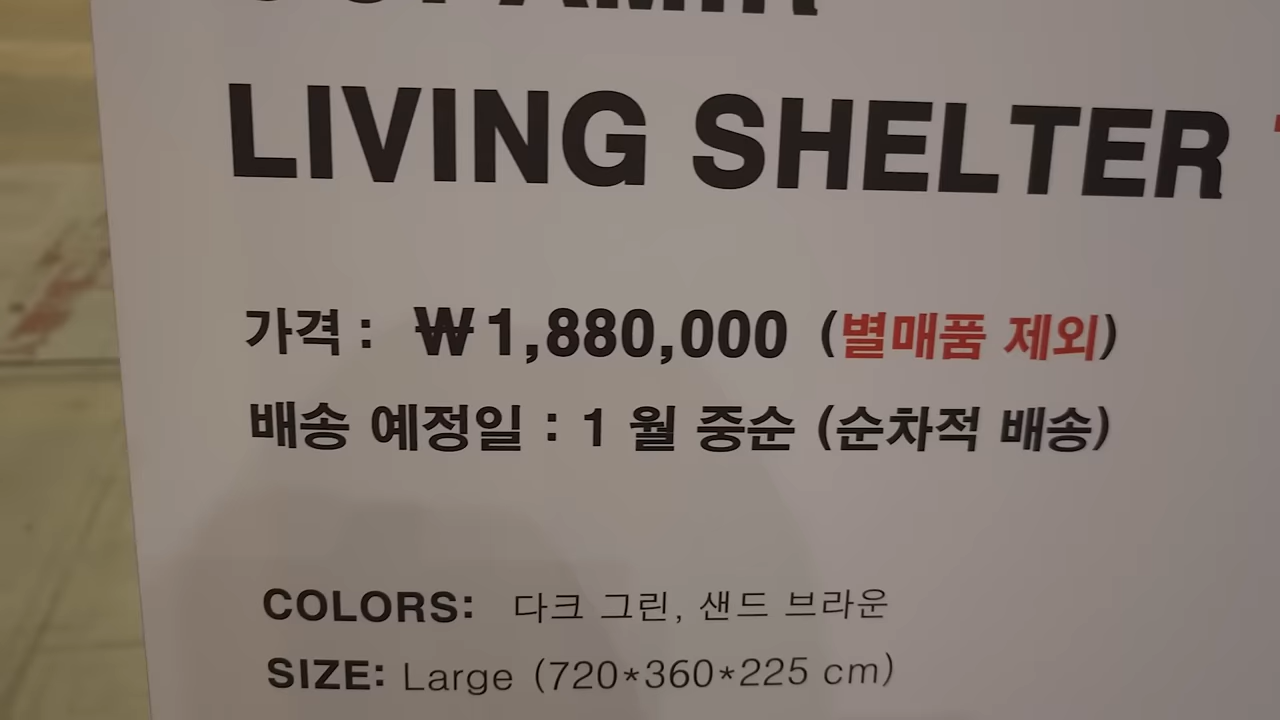 LIVING SHELTER
가격 : ₩1,880,000 (별매품 제외)
배송 예정일 : 1 월 중순 (순차적 배송)
COLORS: 다크 그린, 샌드 브라운
SIZE: Large (720*360*225 cm)